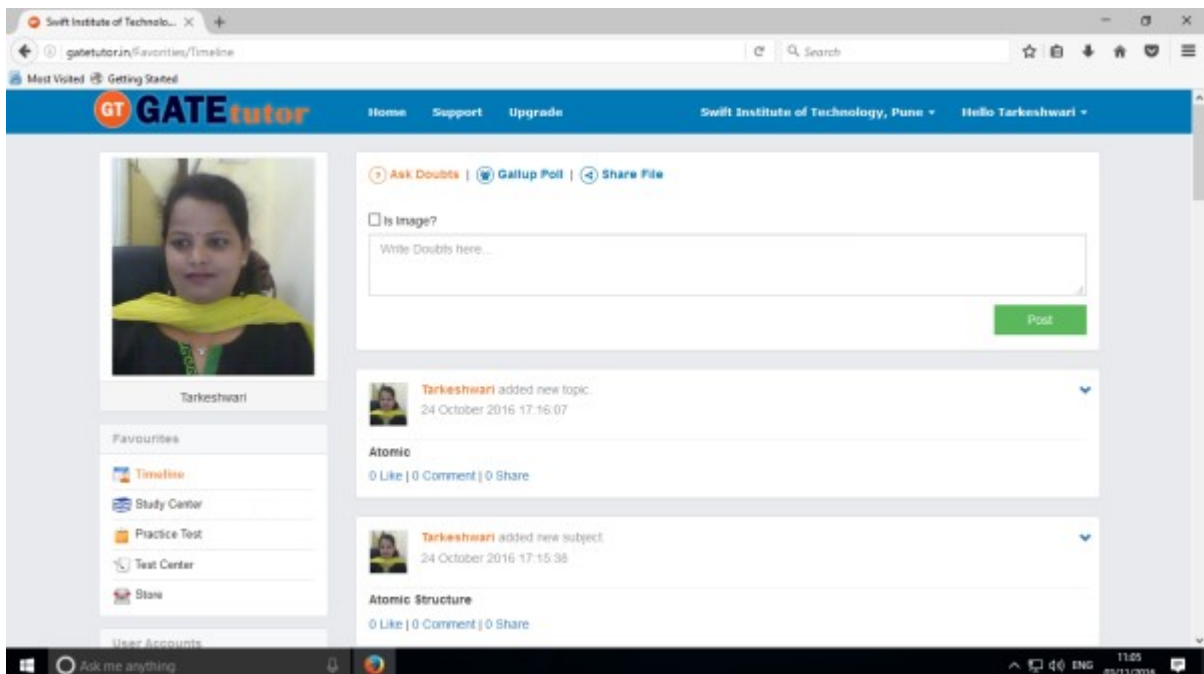 Swift Institute of Technolo...
gatetutor.in/Favorities/Timeline
Search
Most Visited Getting Started
GT GATEtutor Home Support Upgrade Swift Institute of Technology, Pune Hello Tarkeshwari
Ask Doubts | Gallup Poll | Share File
Is Image?
Write Doubts here...
Post
Tarkeshwari
Favourites
Timeline
Study Center
Practice Test
Test Center
Store
User Accounts
Tarkeshwari added new topic.
24 October 2016 17:16:07
Atomic
0 Like | 0 Comment | 0 Share
Tarkeshwari added new subject.
24 October 2016 17:15:38
Atomic Structure
0 Like | 0 Comment | 0 Share
Ask me anything
ENG
11:05